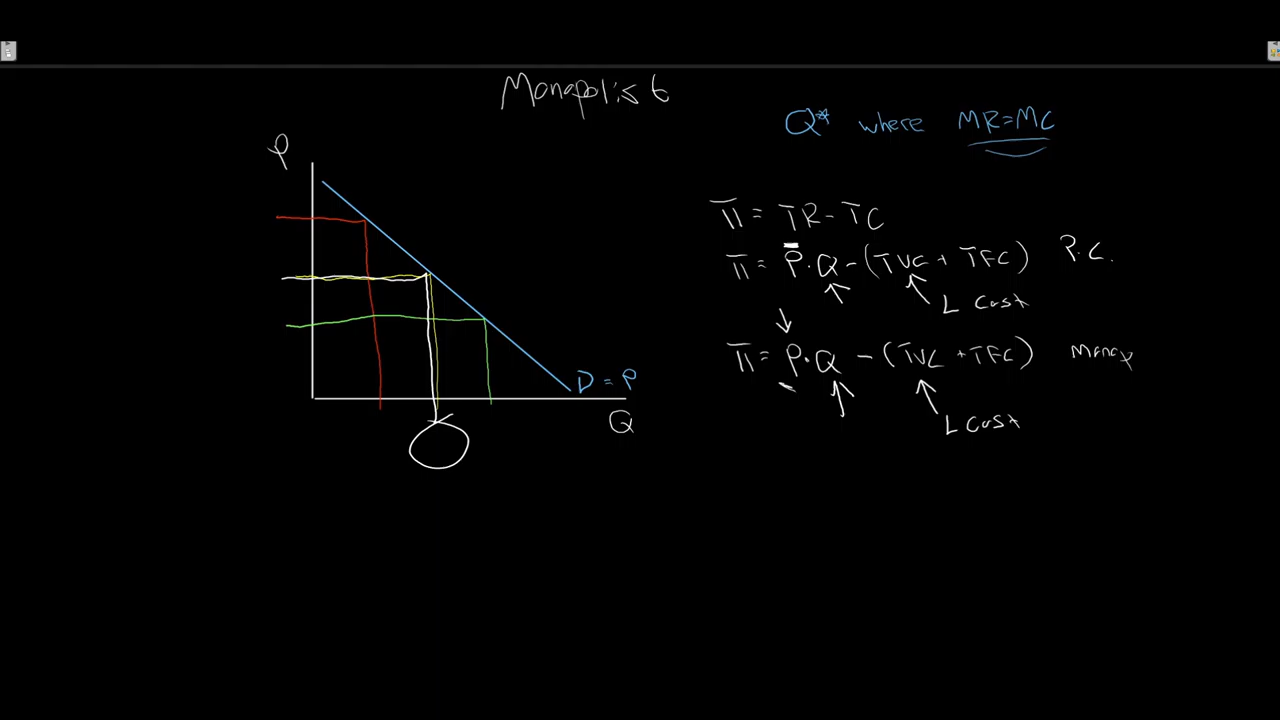 Monopolist
Q* where MR=MC
P
π = TR - TC
π = P·Q - (TVC + TFC) P.C.
L Cost
π = P·Q - (TVC + TFC) Monop
D = P
Q
L Cost